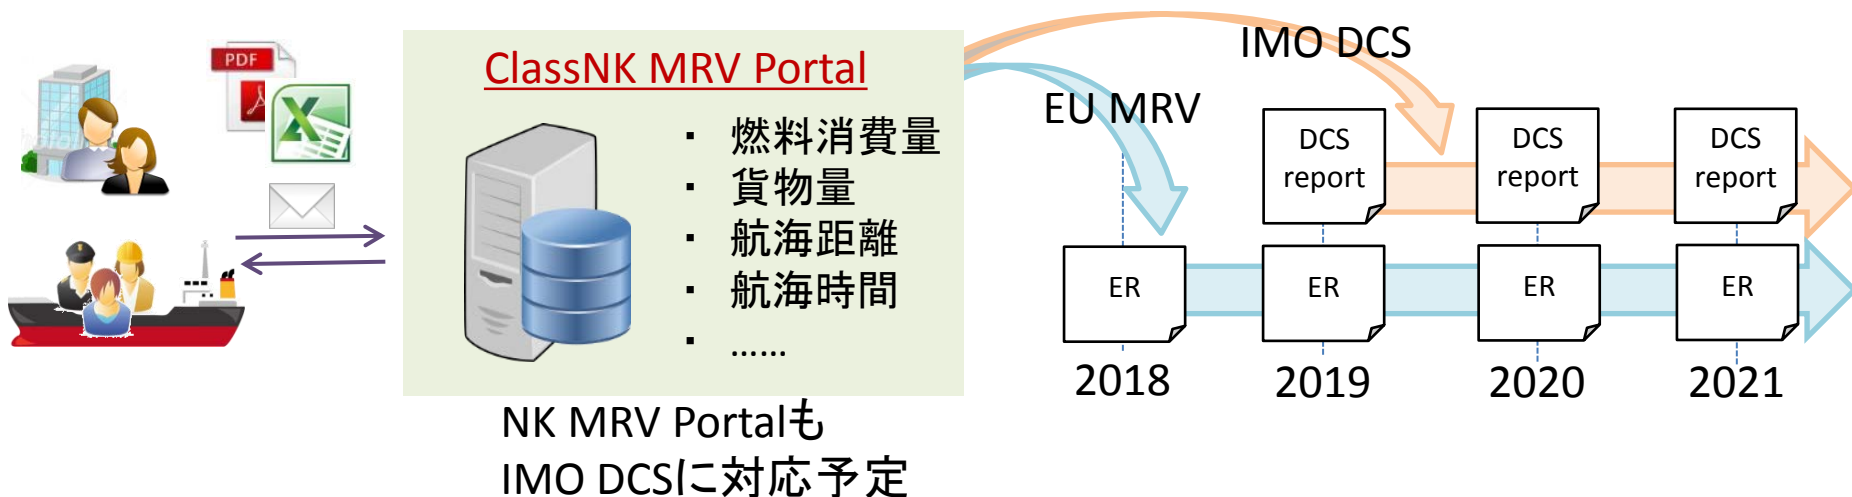 PDF
ClassNK MRV Portal
・ 燃料消費量
・ 貨物量
・ 航海距離
・ 航海時間
・ ……
NK MRV Portalも
IMO DCSに対応予定
IMO DCS
EU MRV
DCS
report
DCS
report
DCS
report
ER
ER
ER
ER
2018
2019
2020
2021